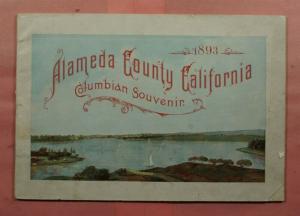 1893
Alameda County California
Columbian Souvenir.